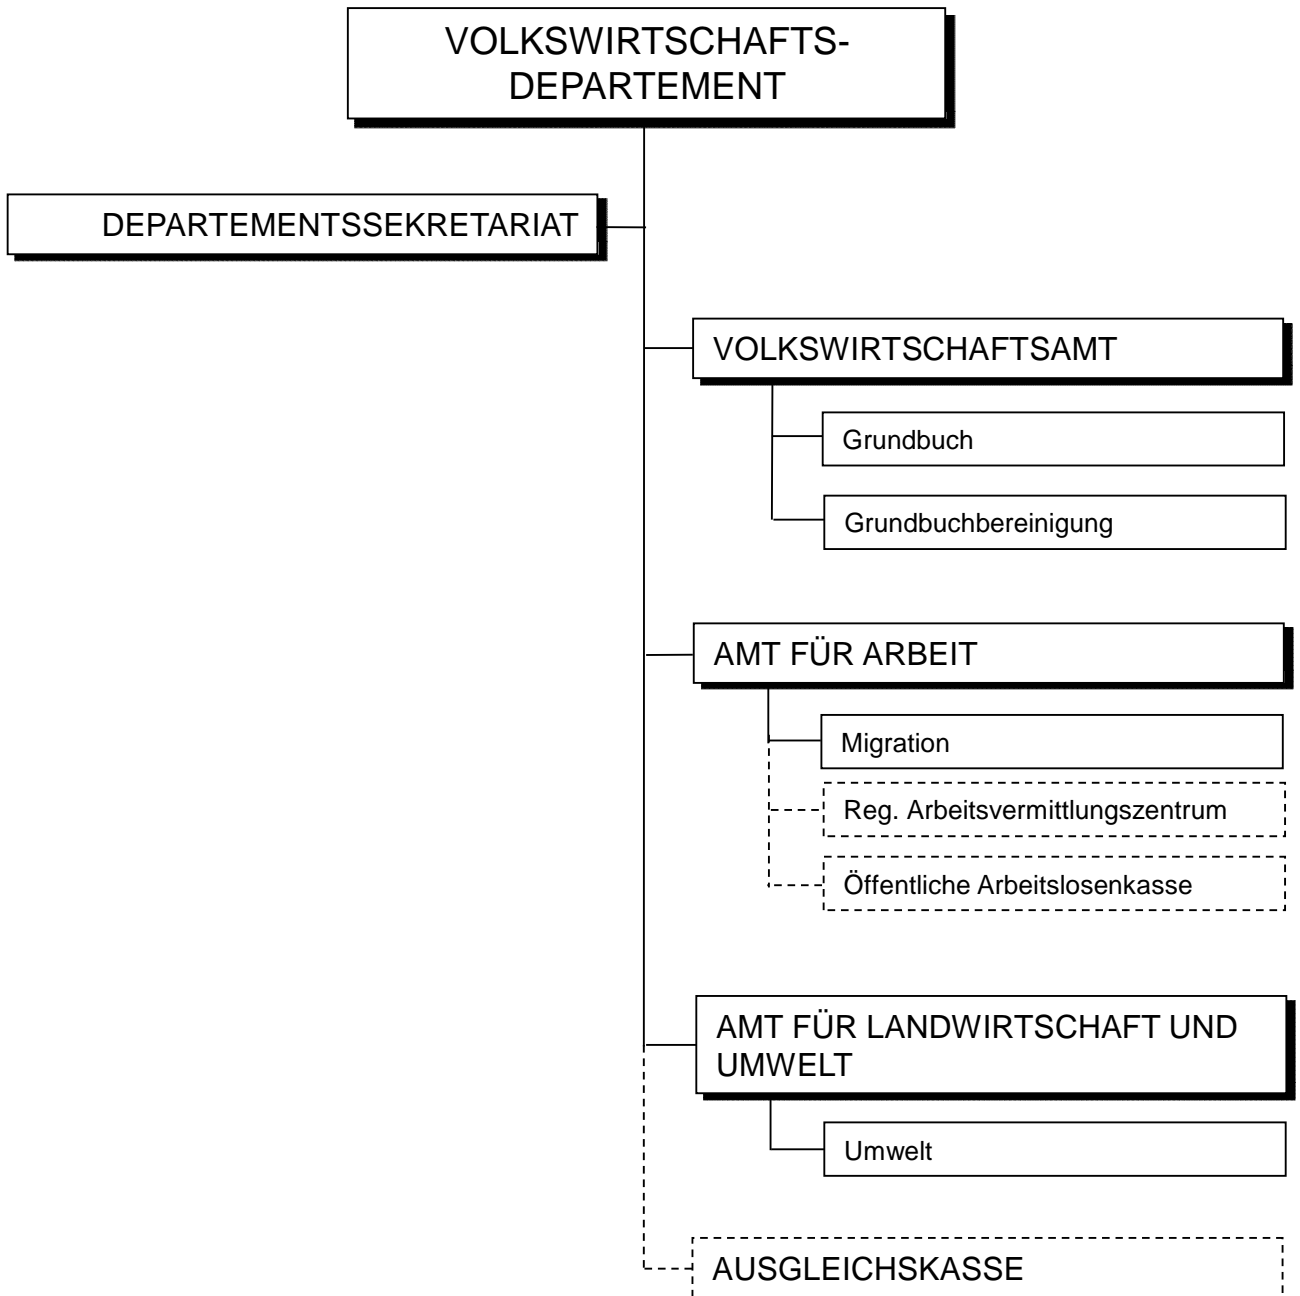 VOLKSWIRTSCHAFTS-
DEPARTEMENT
DEPARTEMENTSSEKRETARIAT
VOLKSWIRTSCHAFTSAMT
Grundbuch
Grundbuchbereinigung
AMT FÜR ARBEIT
Migration
Reg. Arbeitsvermittlungszentrum
Öffentliche Arbeitslosenkasse
AMT FÜR LANDWIRTSCHAFT UND
UMWELT
Umwelt
AUSGLEICHSKASSE